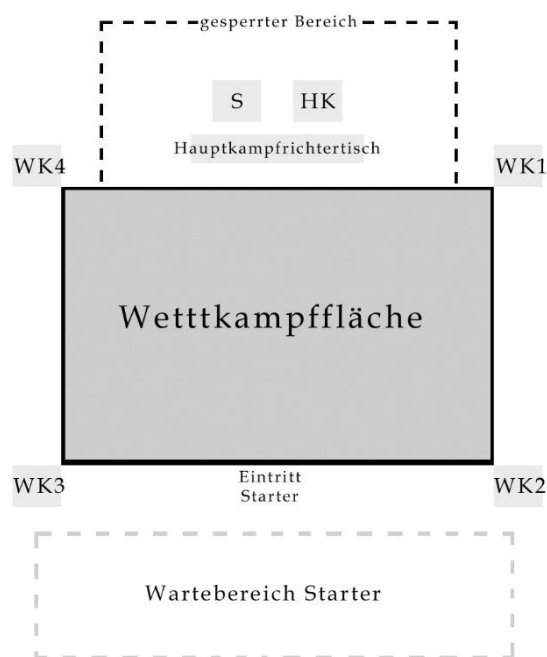 gesperrter Bereich
S HK
Hauptkampfrichtertisch
WK4 WK1
Wetttkampffläche
WK3 Eintritt WK2
Starter
Wartebereich Starter